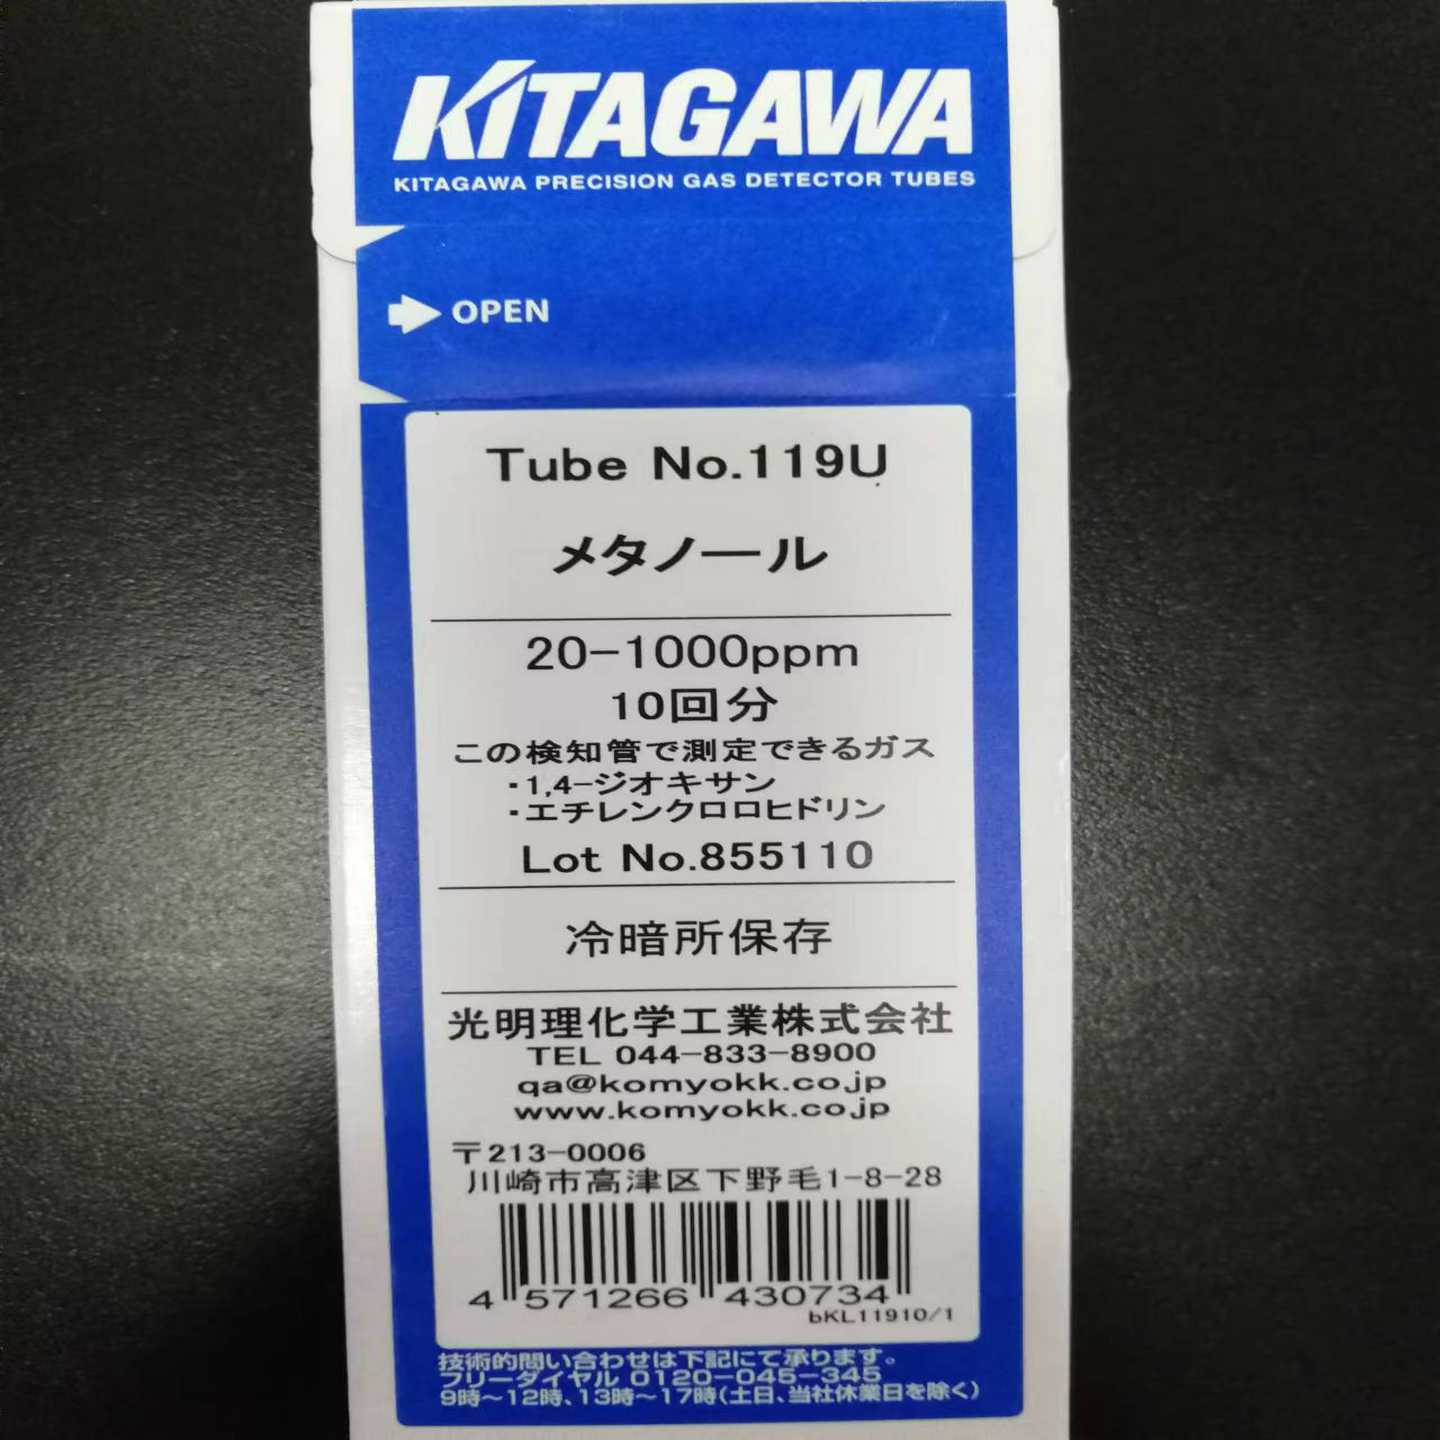 KITAGAWA
KITAGAWA PRECISION GAS DETECTOR TUBES
OPEN
Tube No.119U
メタノール
20-1000ppm
10回分
この検知管で測定できるガス
・1,4-ジオキサン
・エチレンクロロヒドリン
Lot No.855110
冷暗所保存
光明理化学工業株式会社
TEL 044-833-8900
qa@komyokk.co.jp
www.komyokk.co.jp
〒213-0006
川崎市高津区下野毛1-8-28
4 571266 430734
bKL11910/1
技術的問い合わせは下記にて承ります。
フリーダイヤル 0120-045-345
9時～12時、13時～17時(土日、当社休業日を除く)